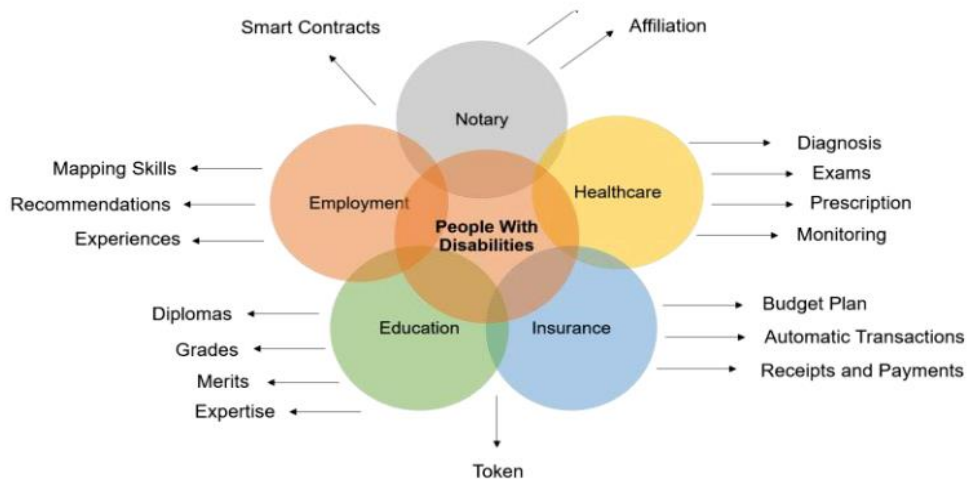 Smart Contracts
Affiliation
Notary
Mapping Skills
Recommendations
Experiences
Employment
People With
Disabilities
Healthcare
Diagnosis
Exams
Prescription
Monitoring
Diplomas
Grades
Merits
Expertise
Education
Insurance
Budget Plan
Automatic Transactions
Receipts and Payments
Token